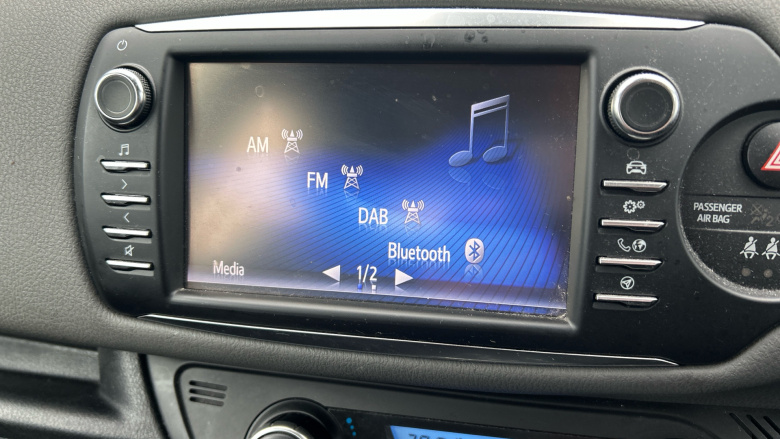 AM
FM
DAB
Bluetooth
Media
1/2
PASSENGER
AIR BAG